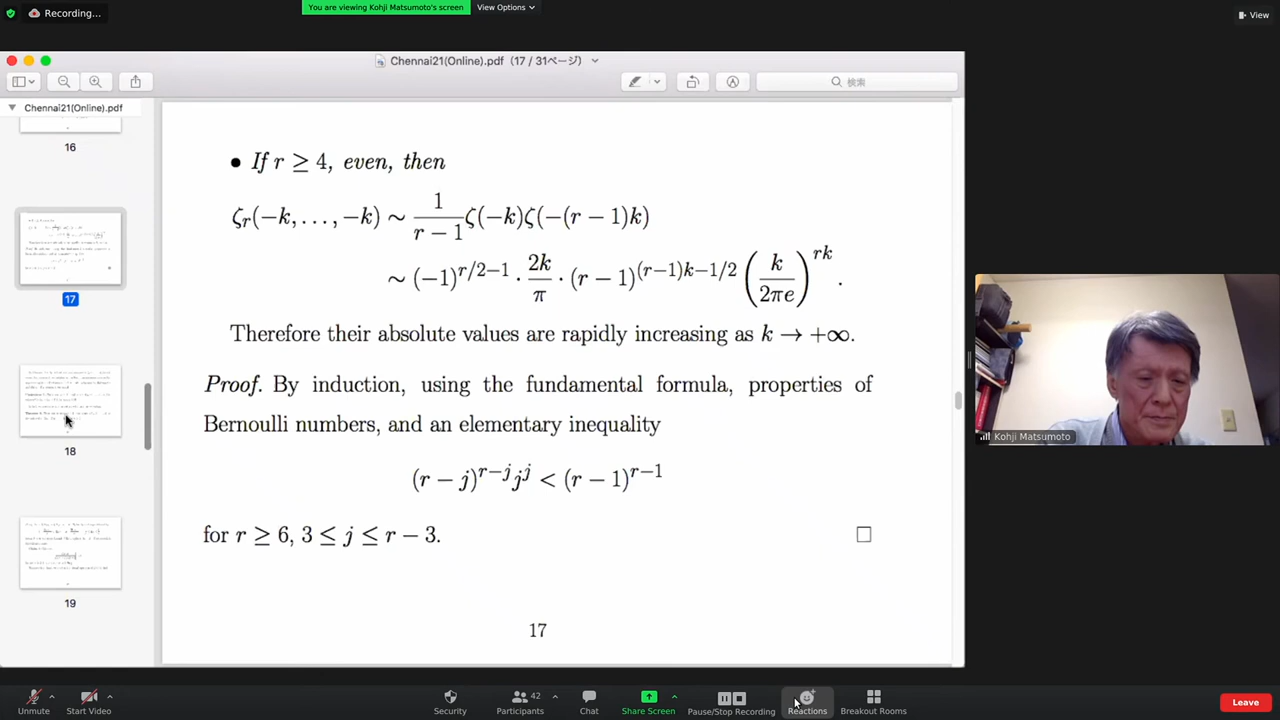 Recording...
You are viewing Kohji Matsumoto's screen
View Options
View
Chennai21(Online).pdf (17 / 31ページ)
検索
Chennai21(Online).pdf
16
17
18
19
• If r ≥ 4, even, then
ζ_r(−k, . . . , −k) ∼ \frac{1}{r − 1} ζ(−k)ζ(−(r − 1)k)
∼ (−1)^{r/2−1} · \frac{2k}{π} · (r − 1)^{(r−1)k−1/2} (\frac{k}{2πe})^{rk}.
Therefore their absolute values are rapidly increasing as k → +∞.
Proof. By induction, using the fundamental formula, properties of
Bernoulli numbers, and an elementary inequality
(r − j)^{r−j} j^j < (r − 1)^{r−1}
for r ≥ 6, 3 ≤ j ≤ r − 3. □
17
Kohji Matsumoto
Unmute
Start Video
Security
42
Participants
Chat
Share Screen
Pause/Stop Recording
Reactions
Breakout Rooms
Leave